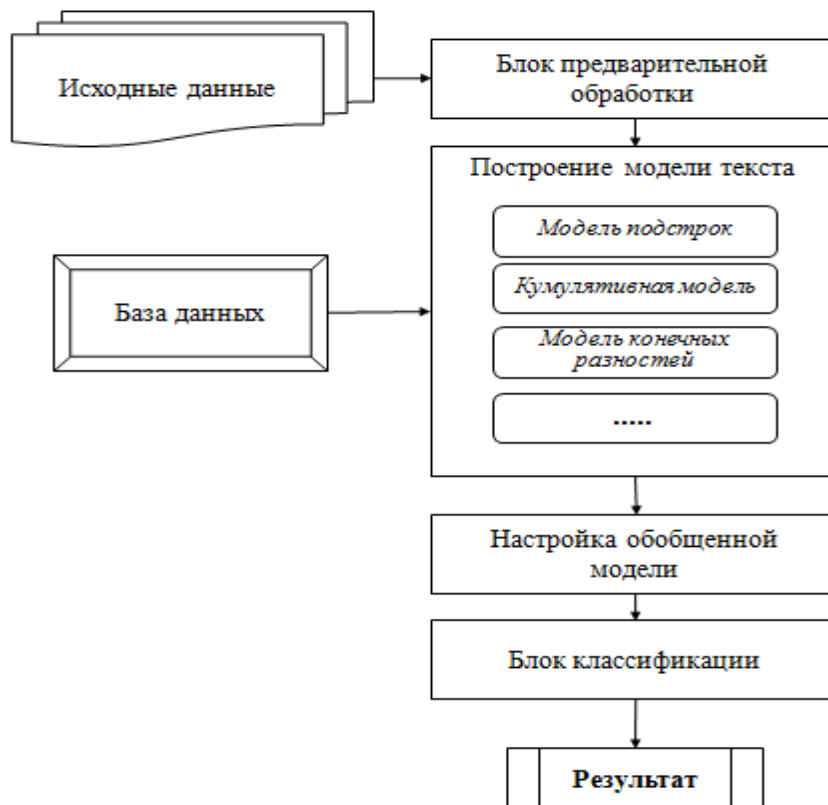 Исходные данные
Блок предварительной
обработки
Построение модели текста
Модель подстрок
Кумулятивная модель
Модель конечных
разностей
.....
База данных
Настройка обобщенной
модели
Блок классификации
Результат